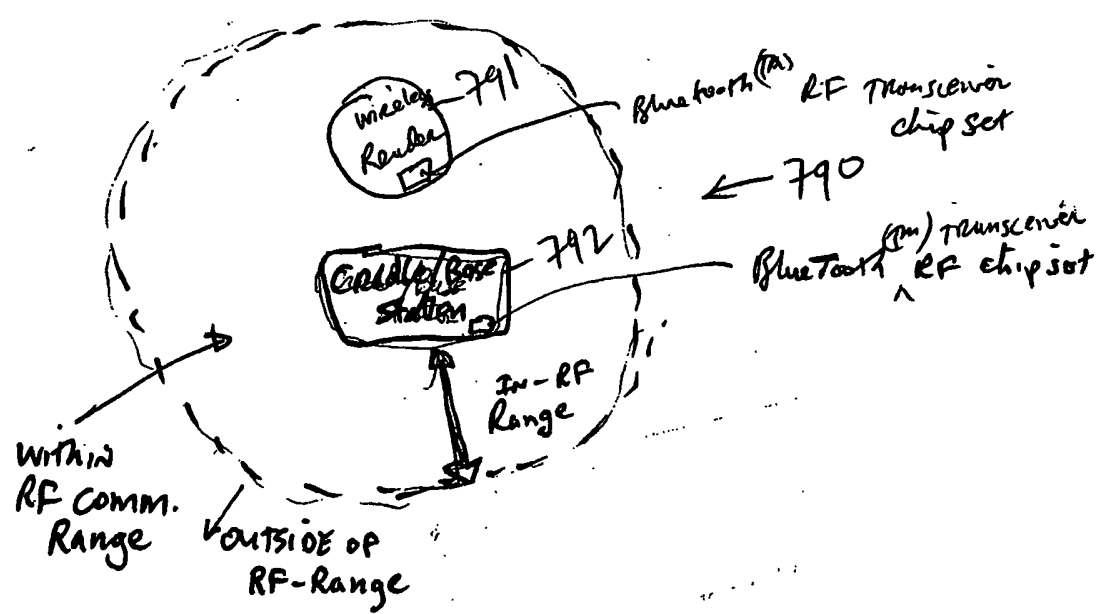 Wireless
Reader
791
Bluetooth (TM) RF Transceiver
chip set
790
Cradle/Base
Station
792
(TM) Transceiver
BlueTooth ^ RF chip set
IN-RF
Range
Within
RF Comm.
Range
OUTSIDE OF
RF-Range